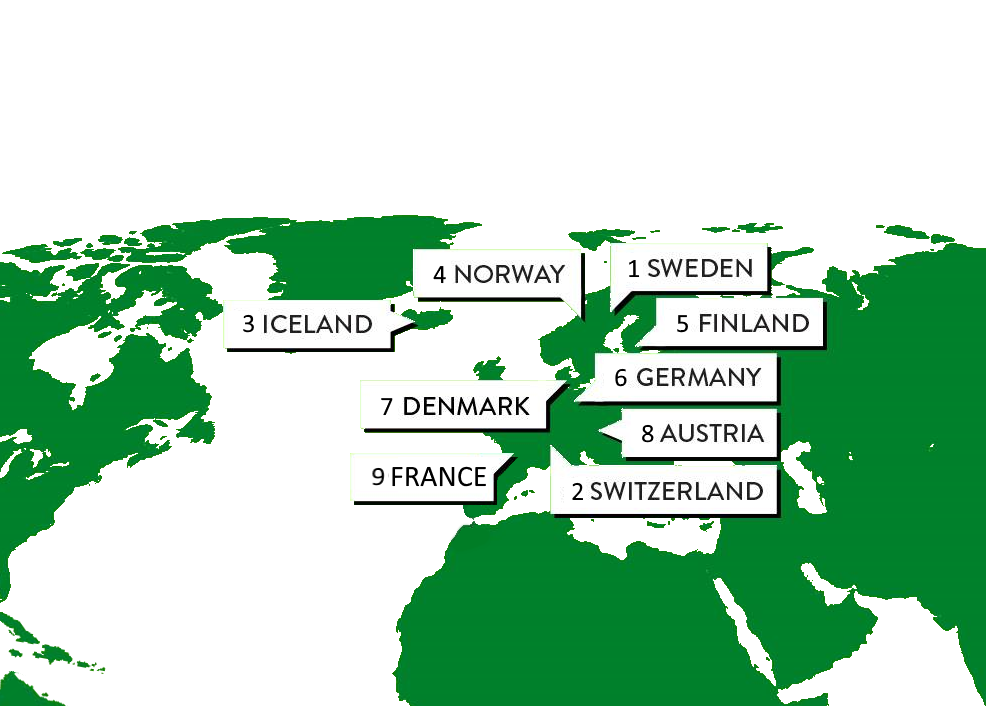 4 NORWAY
1 SWEDEN
3 ICELAND
5 FINLAND
6 GERMANY
7 DENMARK
8 AUSTRIA
9 FRANCE
2 SWITZERLAND